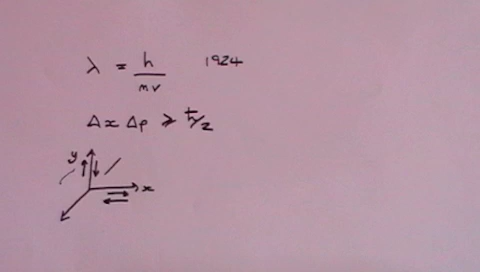 λ = h/mv 1924
Δx Δp ≥ ℏ/2
y
x